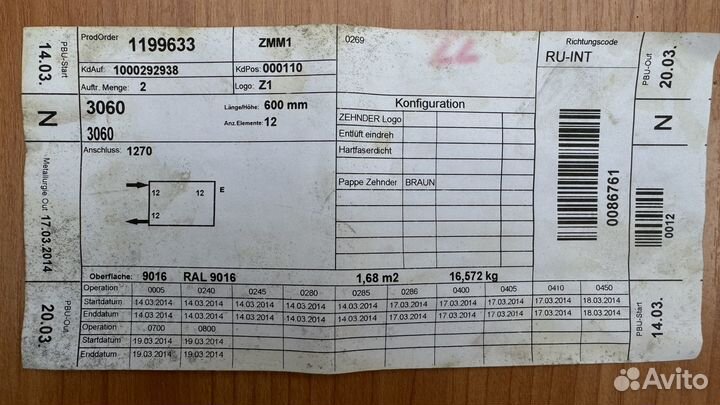 PBU-Start
14.03.
N
Metallurgie Out 17.03.2014
PBU-Out
20.03.
ProdOrder 1199633 ZMM1
KdAuf: 1000292938 KdPos: 000110
Auftr. Menge: 2 Logo: Z1
3060 Länge/Höhe: 600 mm
3060 Anz.Elemente: 12
Anschluss: 1270
12 12 E
12
.0269
Richtungscode
RU-INT
Konfiguration
ZEHNDER Logo
Entlüft eindreh
Hartfaserdicht
Pappe Zehnder BRAUN
0086761
Oberfläche: 9016 RAL 9016 1,68 m2 16,572 kg
Operation 0005 0240 0245 0280 0285 0286 0400 0405 0410 0450
Startdatum 14.03.2014 14.03.2014 14.03.2014 14.03.2014 14.03.2014 14.03.2014 17.03.2014 17.03.2014 17.03.2014 18.03.2014
Enddatum 14.03.2014 14.03.2014 14.03.2014 14.03.2014 14.03.2014 17.03.2014 17.03.2014 17.03.2014 17.03.2014 18.03.2014
Operation 0700 0800
Startdatum 19.03.2014 19.03.2014
Enddatum 19.03.2014 19.03.2014
PBU-Out
20.03.
N
0012
PBU-Start
14.03.
Avito